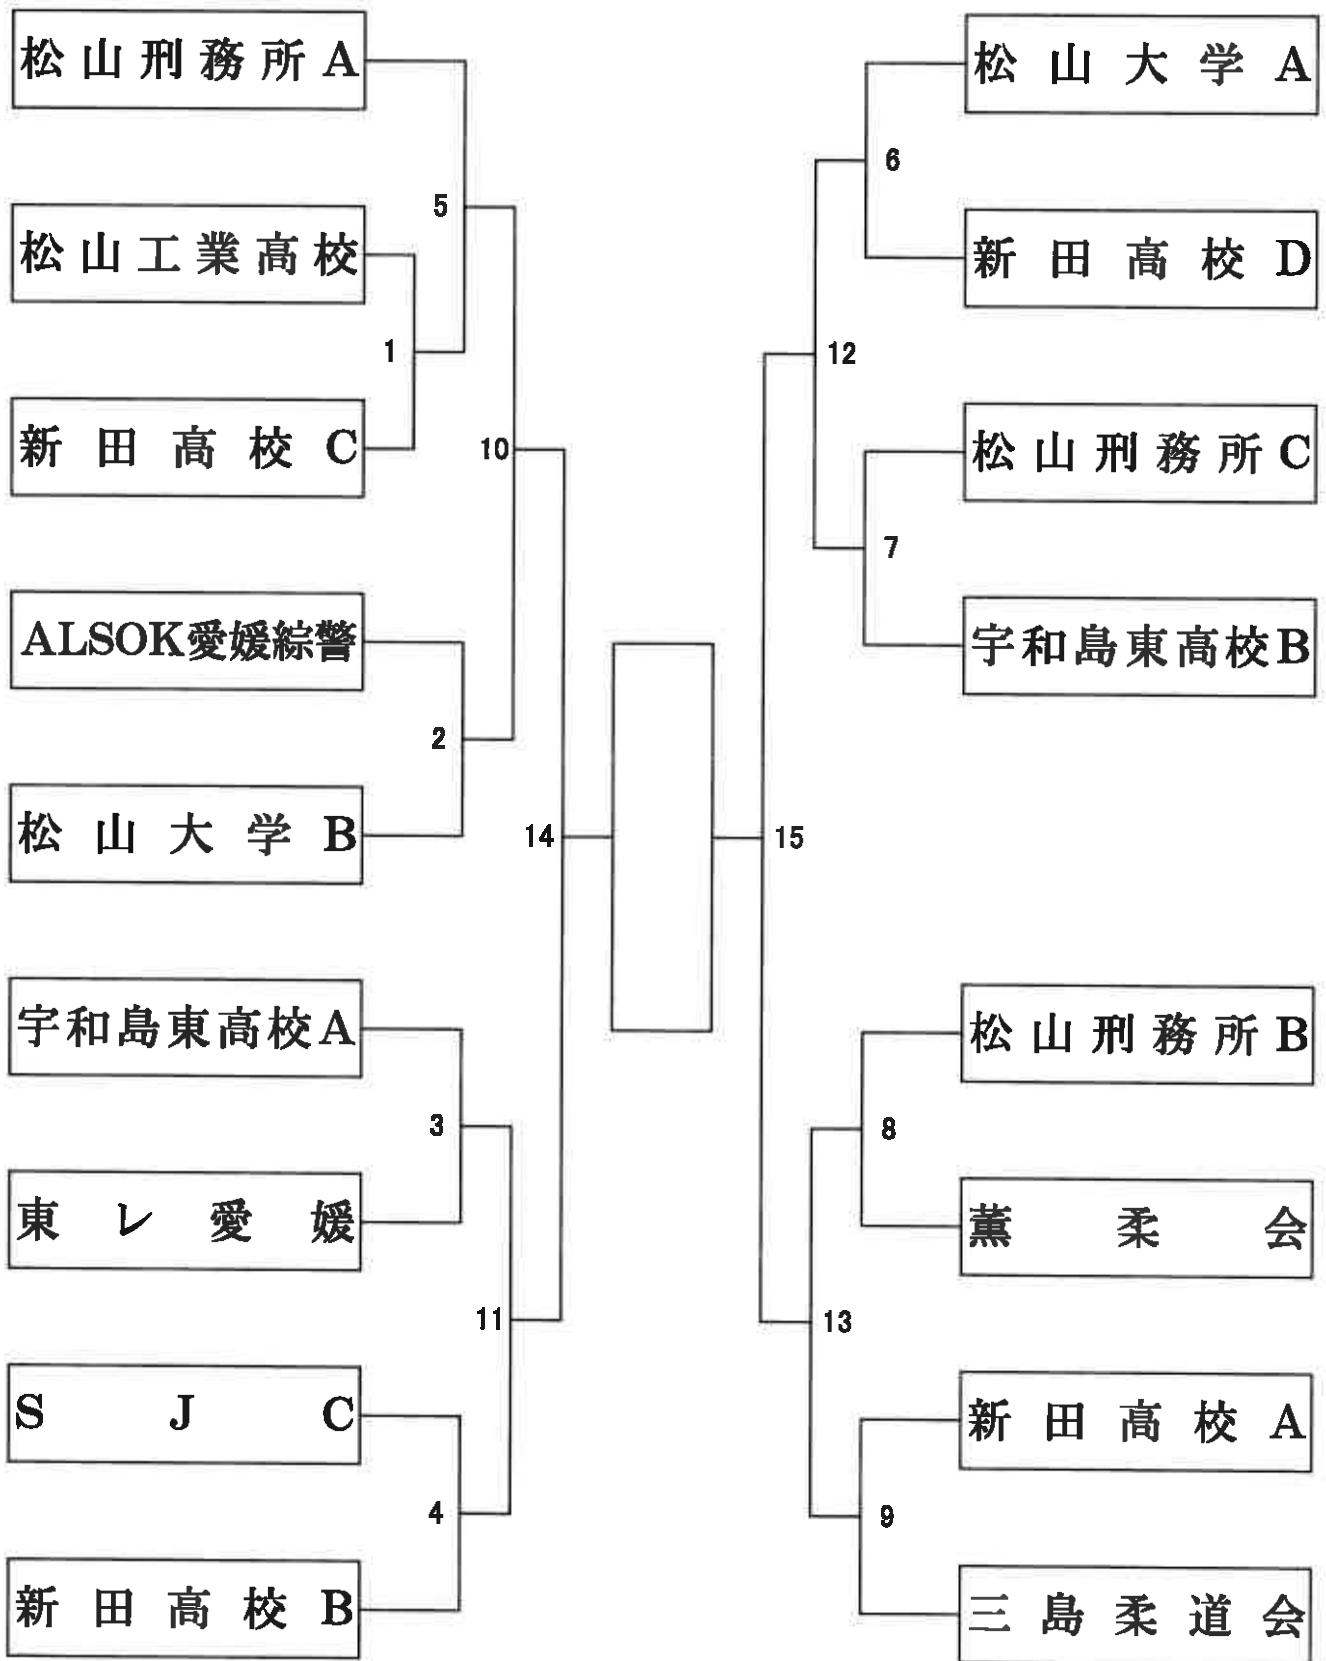 松山刑務所A
5
松山工業高校
1
新田高校C
10
ALSOK愛媛綜警
2
松山大学B
14
宇和島東高校A
3
東レ愛媛
11
SJC
4
新田高校B
松山大学A
6
新田高校D
12
松山刑務所C
7
宇和島東高校B
15
松山刑務所B
8
薫柔会
13
新田高校A
9
三島柔道会